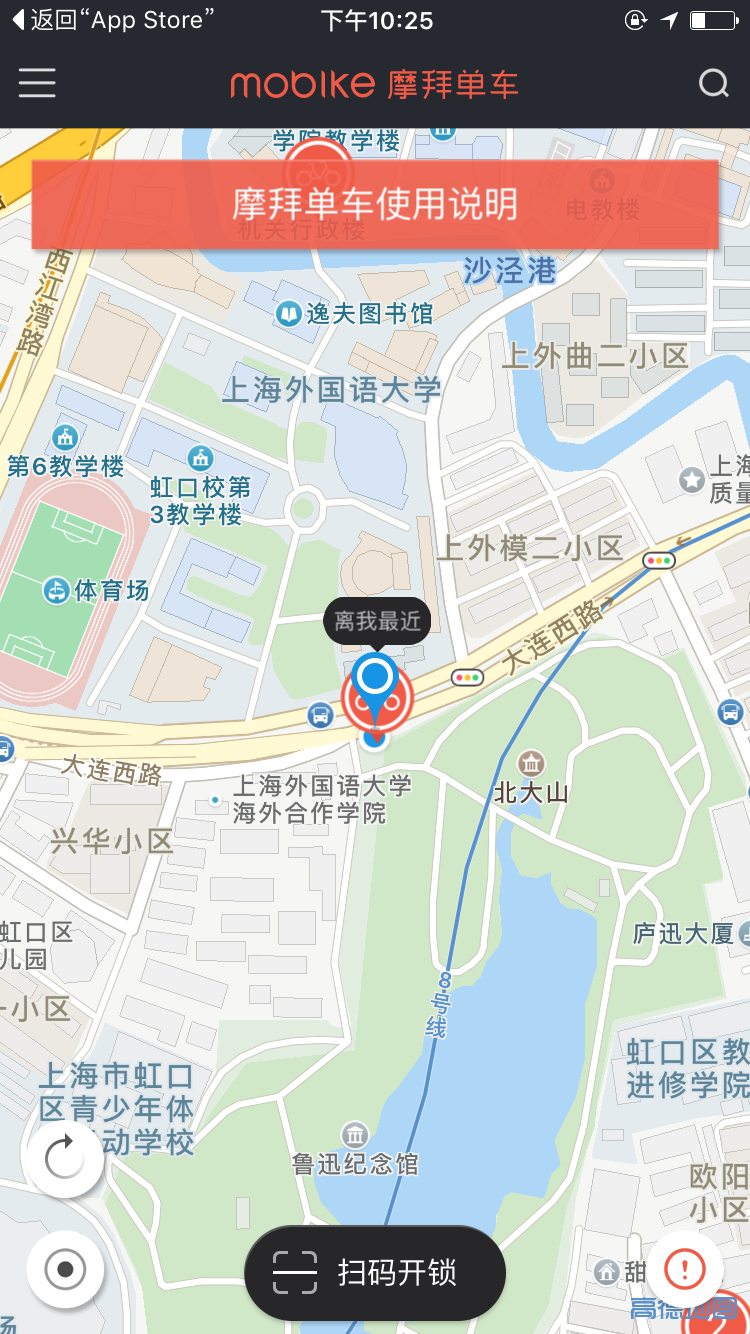 返回“App Store”
下午10:25
mobike 摩拜单车
学院教学楼
摩拜单车使用说明
机关行政楼
电教楼
沙泾港
西江湾路
逸夫图书馆
上外曲二小区
上海外国语大学
第6教学楼
虹口校第
3教学楼
上海
质量
上外模二小区
体育场
离我最近
大连西路
大连西路
上海外国语大学
海外合作学院
北大山
兴华小区
虹口区
儿园
庐迅大厦
8号线
一小区
虹口区教
进修学院
上海市虹口
区青少年体
动学校
鲁迅纪念馆
欧阳
小区
扫码开锁
甜
高德地图
场